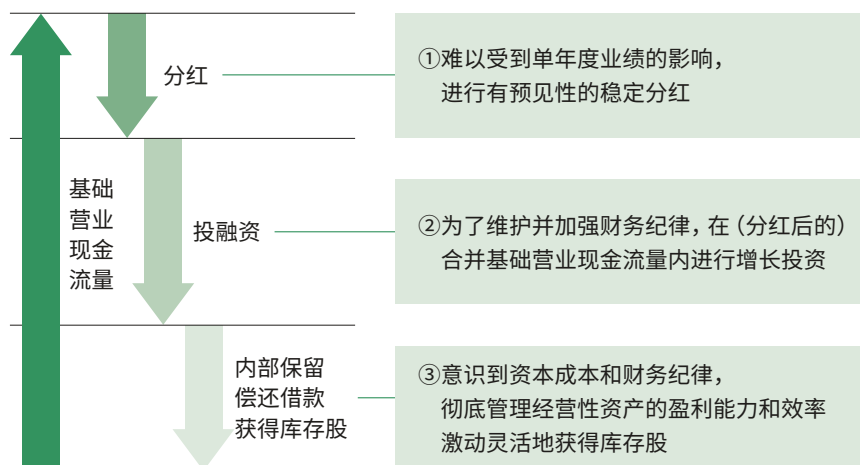 分红
①难以受到单年度业绩的影响，
进行有预见性的稳定分红
基础
营业
现金
流量
投融资
②为了维护并加强财务纪律，在（分红后的）
合并基础营业现金流量内进行增长投资
内部保留
偿还借款
获得库存股
③意识到资本成本和财务纪律，
彻底管理经营性资产的盈利能力和效率
激动灵活地获得库存股